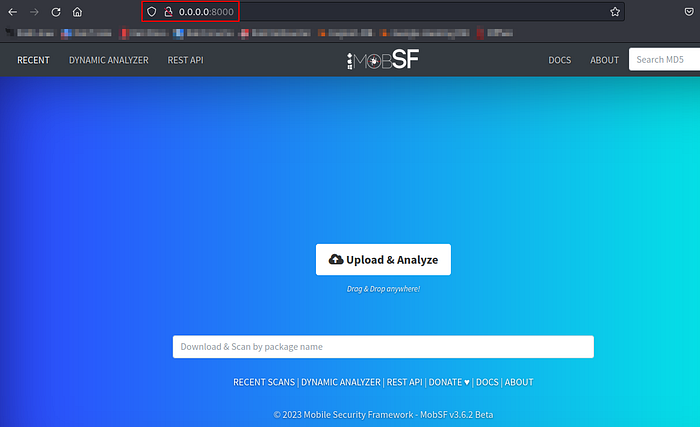 0.0.0.0:8000
RECENT DYNAMIC ANALYZER REST API MOBSF DOCS ABOUT Search MD5
Upload & Analyze
Drag & Drop anywhere!
Download & Scan by package name
RECENT SCANS | DYNAMIC ANALYZER | REST API | DONATE ♥ | DOCS | ABOUT
© 2023 Mobile Security Framework - MobSF v3.6.2 Beta